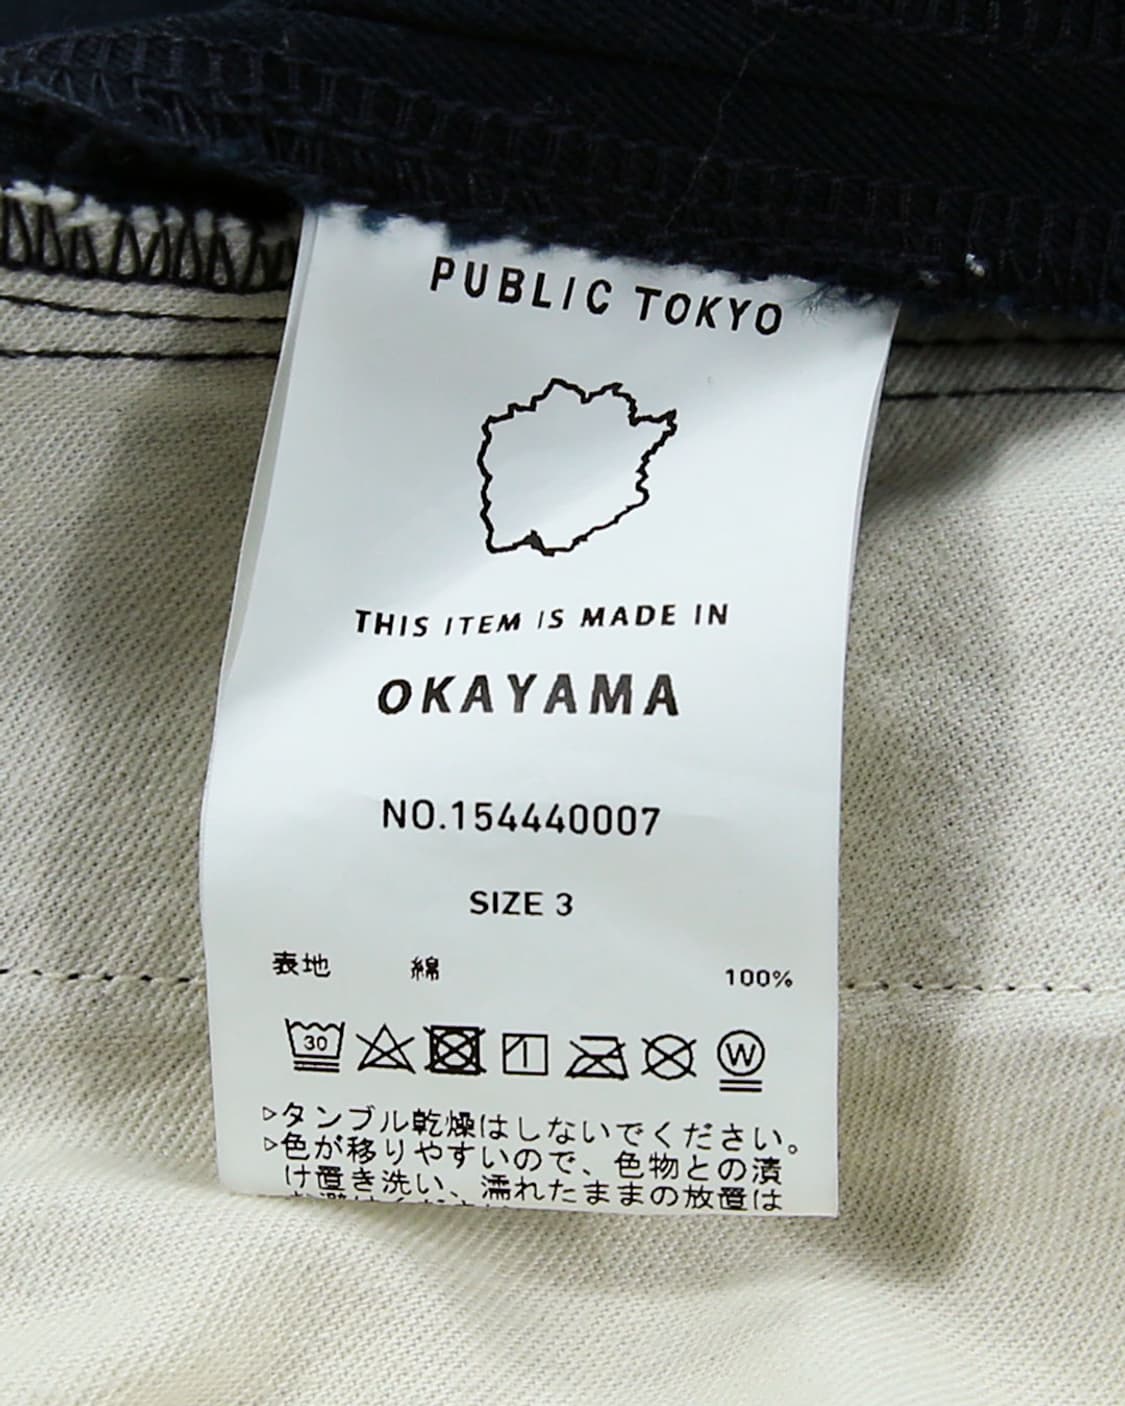 PUBLIC TOKYO
THIS ITEM IS MADE IN
OKAYAMA
NO.154440007
SIZE 3
表地 綿 100%
30 W
▷タンブル乾燥はしないでください。
▷色が移りやすいので、色物との漬
け置き洗い、濡れたままの放置は